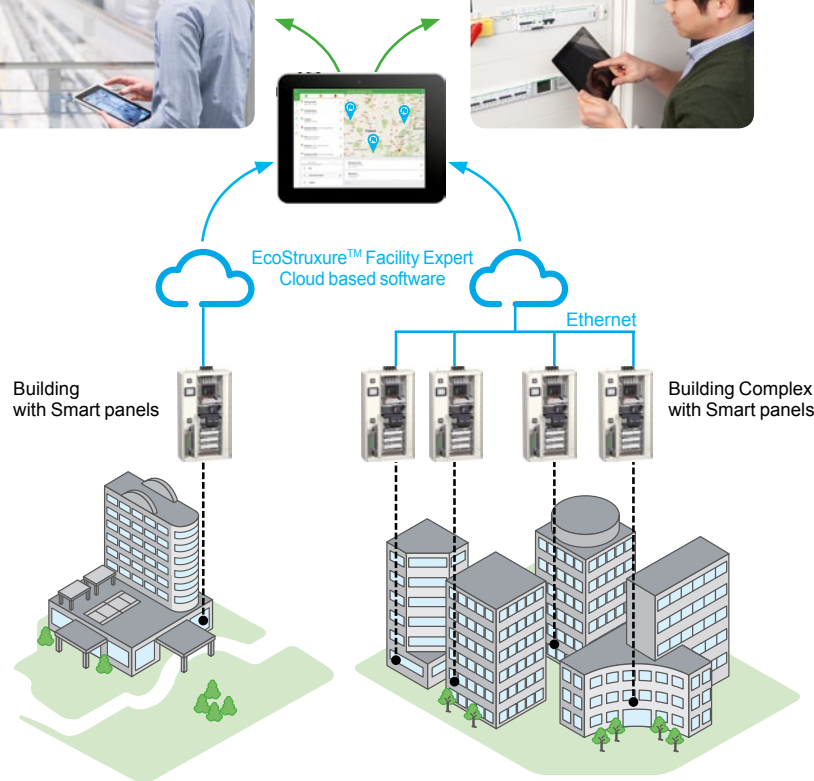 EcoStruxure™ Facility Expert
Cloud based software
Ethernet
Building
with Smart panels
Building Complex
with Smart panels